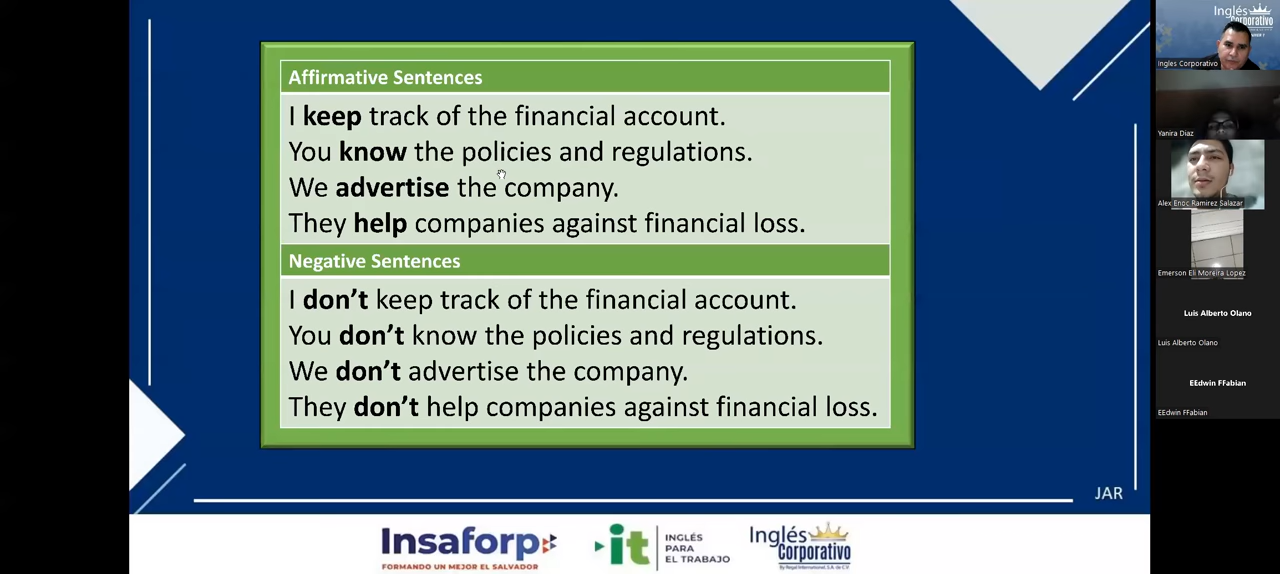 Affirmative Sentences
I keep track of the financial account.
You know the policies and regulations.
We advertise the company.
They help companies against financial loss.
Negative Sentences
I don't keep track of the financial account.
You don't know the policies and regulations.
We don't advertise the company.
They don't help companies against financial loss.
JAR
Insaforp
FORMANDO UN MEJOR EL SALVADOR
it
INGLÉS
PARA
EL TRABAJO
Inglés
Corporativo
By Regal International, S.A. de C.V.
Inglés
Corporativo
Ingles Corporativo
Yanira Diaz
Alex Enoc Ramirez Salazar
Emerson Eli Moreira Lopez
Luis Alberto Olano
Luis Alberto Olano
EEdwin FFabian
EEdwin FFabian